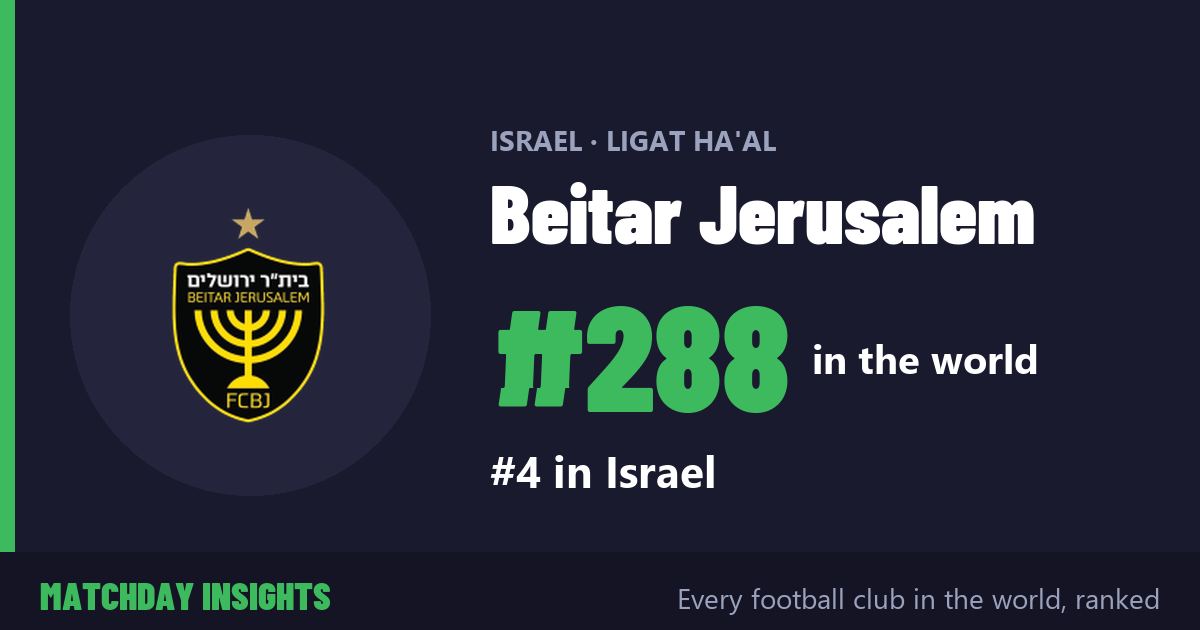 ISRAEL · LIGAT HA'AL
Beitar Jerusalem
בית"ר ירושלים
BEITAR JERUSALEM
FCBJ
#288 in the world
#4 in Israel
MATCHDAY INSIGHTS
Every football club in the world, ranked